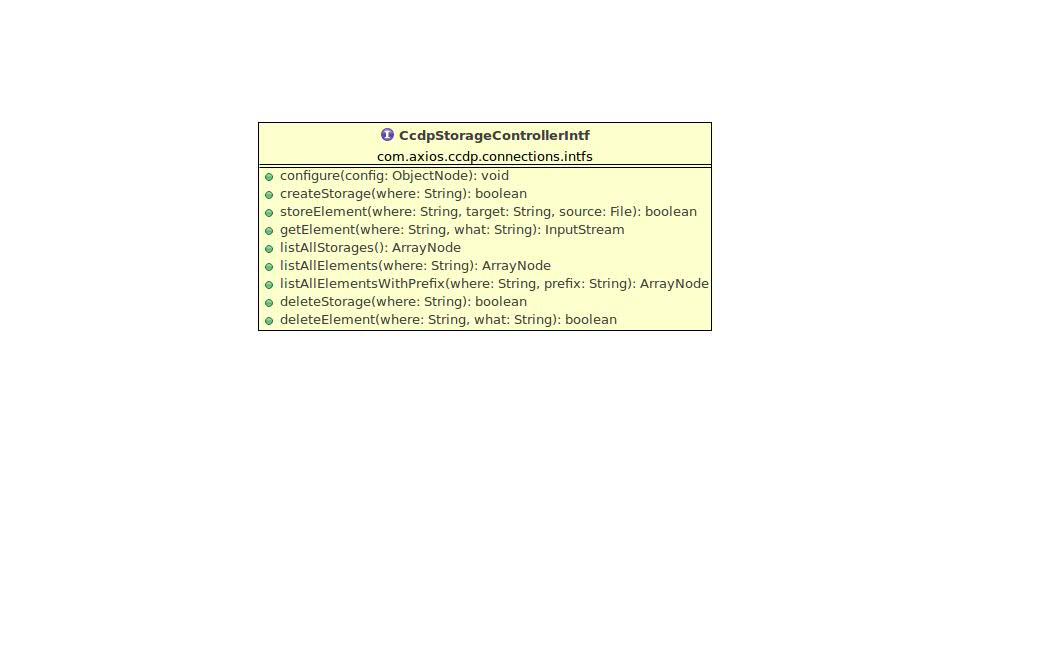 CcdpStorageControllerIntf
com.axios.ccdp.connections.intfs
configure(config: ObjectNode): void
createStorage(where: String): boolean
storeElement(where: String, target: String, source: File): boolean
getElement(where: String, what: String): InputStream
listAllStorages(): ArrayNode
listAllElements(where: String): ArrayNode
listAllElementsWithPrefix(where: String, prefix: String): ArrayNode
deleteStorage(where: String): boolean
deleteElement(where: String, what: String): boolean